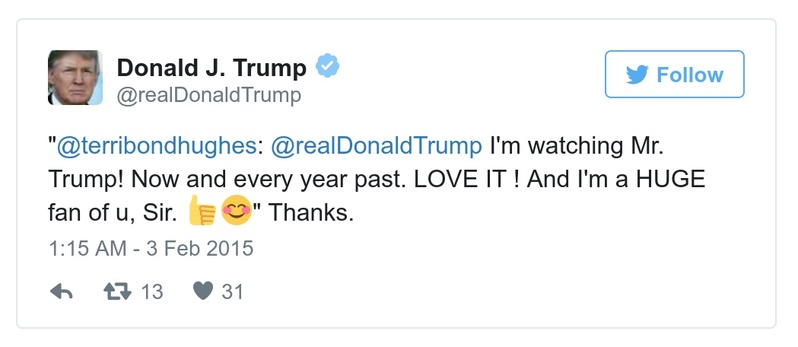 Donald J. Trump
@realDonaldTrump
Follow
"@terribondhughes: @realDonaldTrump I'm watching Mr.
Trump! Now and every year past. LOVE IT ! And I'm a HUGE
fan of u, Sir. 👍😊" Thanks.
1:15 AM - 3 Feb 2015
13 31